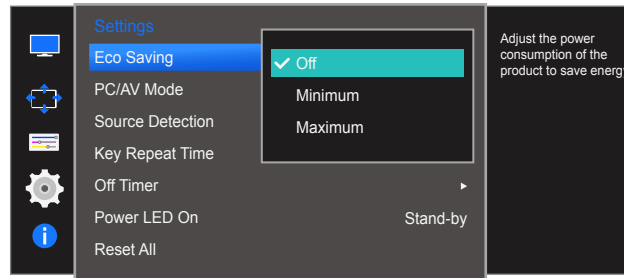 Settings
Eco Saving
Off
PC/AV Mode
Minimum
Source Detection
Maximum
Key Repeat Time
Off Timer
Power LED On Stand-by
Reset All
Adjust the power
consumption of the
product to save energy